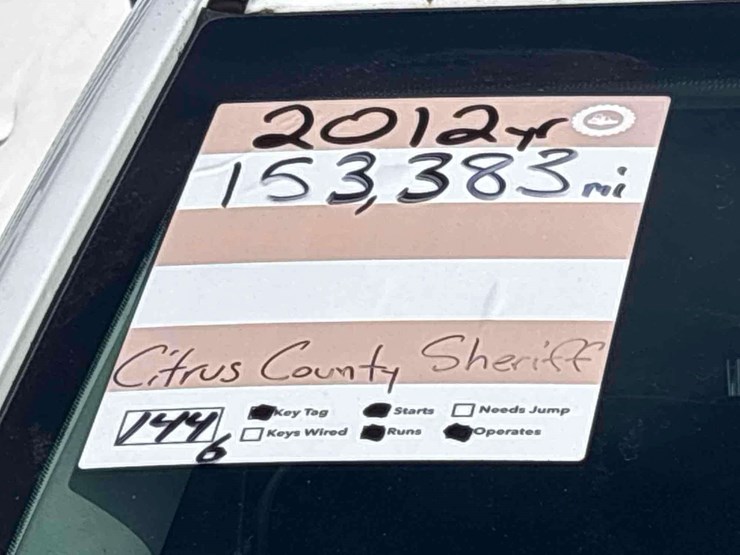 2012yr
153,383mi
Citrus County Sheriff
1446
Key Tag Starts Needs Jump
Keys Wired Runs Operates